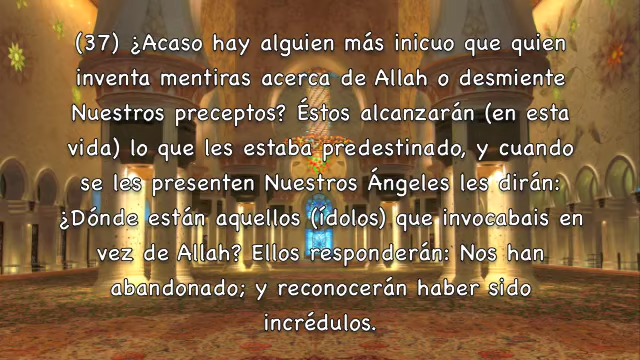 (37) ¿Acaso hay alguien más inicuo que quien
inventa mentiras acerca de Allah o desmiente
Nuestros preceptos? Éstos alcanzarán (en esta
vida) lo que les estaba predestinado, y cuando
se les presenten Nuestros Ángeles les dirán:
¿Dónde están aquellos (ídolos) que invocabais en
vez de Allah? Ellos responderán: Nos han
abandonado; y reconocerán haber sido
incrédulos.